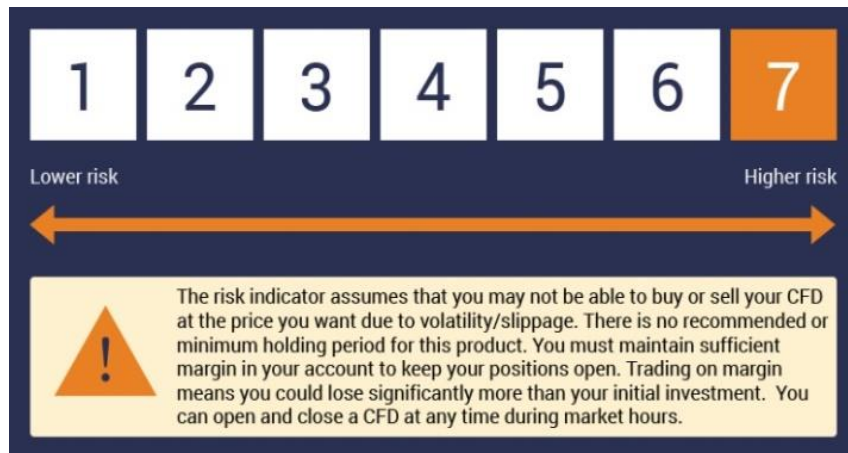 1 2 3 4 5 6 7
Lower risk Higher risk
!
The risk indicator assumes that you may not be able to buy or sell your CFD
at the price you want due to volatility/slippage. There is no recommended or
minimum holding period for this product. You must maintain sufficient
margin in your account to keep your positions open. Trading on margin
means you could lose significantly more than your initial investment.  You
can open and close a CFD at any time during market hours.